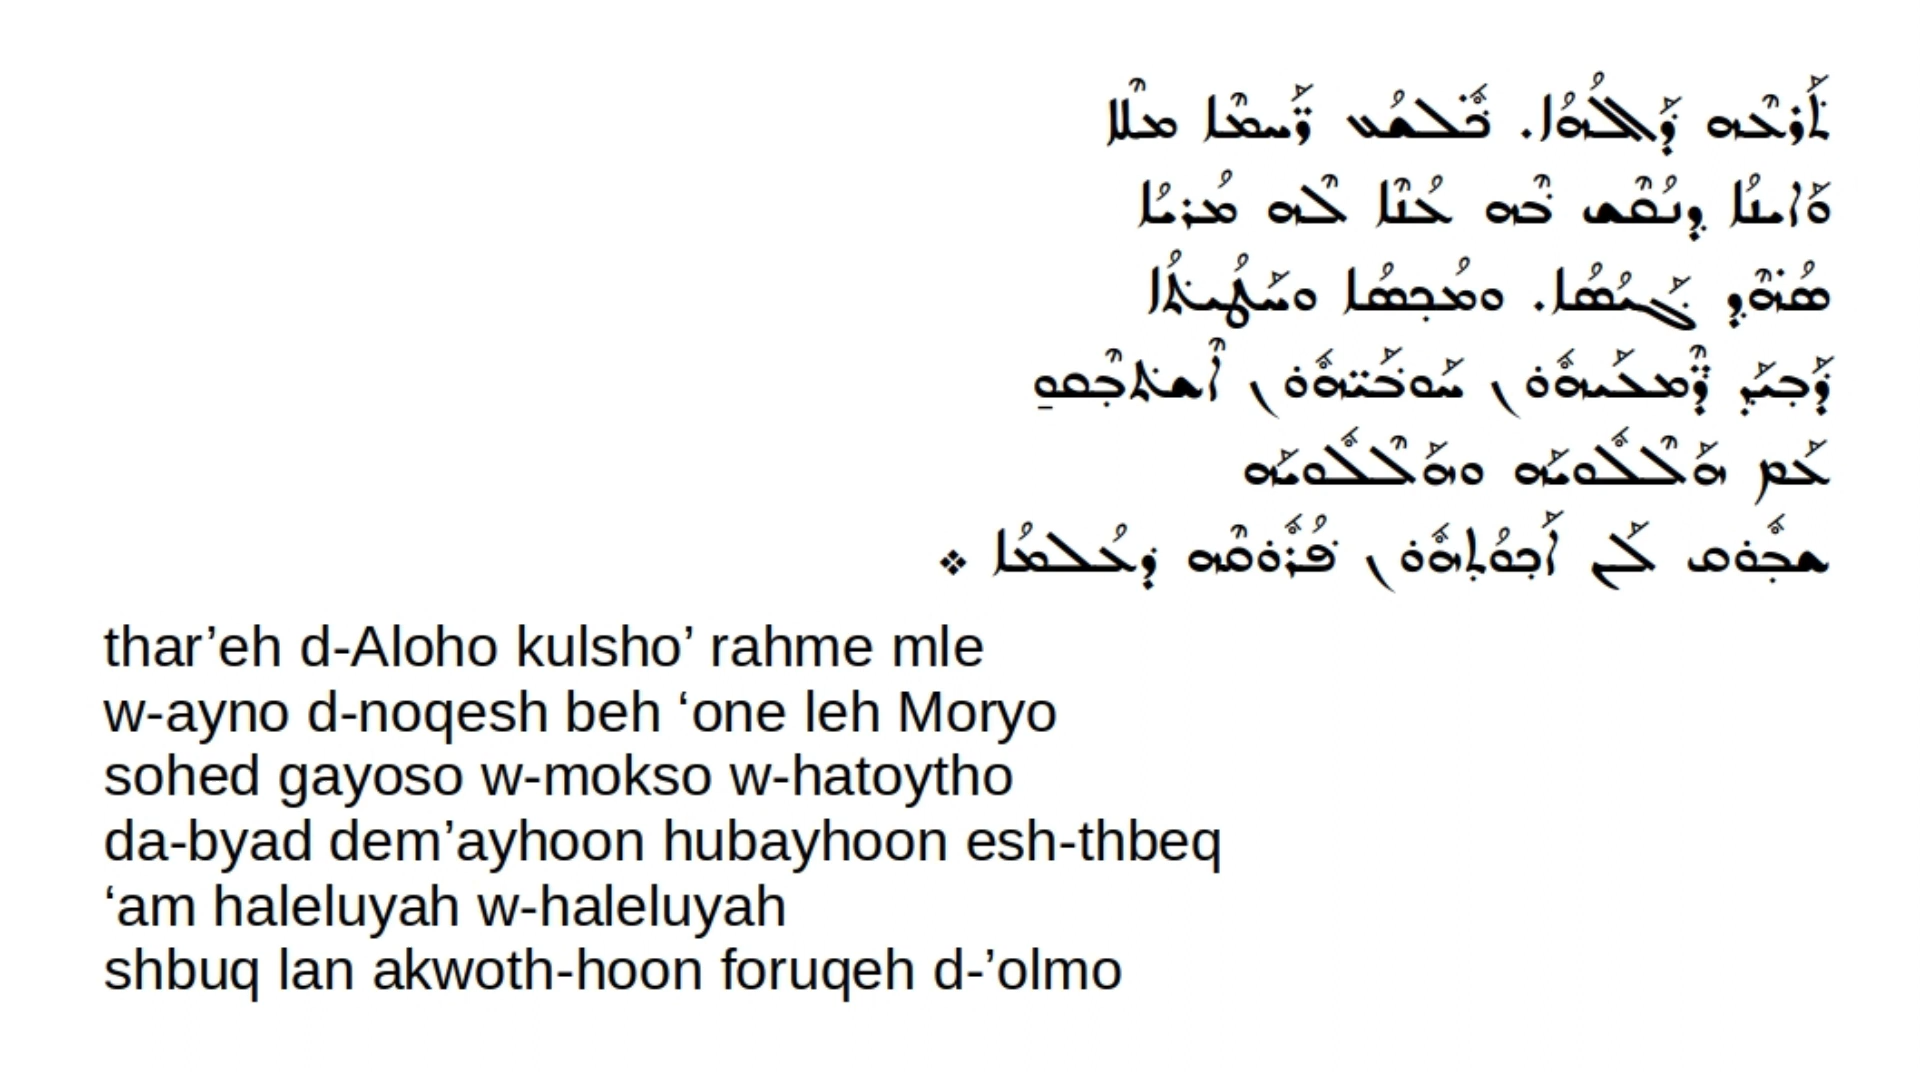 ܬܰܪܥܶܗ ܕܰܐܠܳܗܳܐ. ܟܽܠܫܳܥ ܪ̈ܰܚܡܶܐ ܡܠܶܐ
ܘܰܐܝܢܳܐ ܕܢܳܩܶܫ ܒܶܗ ܥܳܢܶܐ ܠܶܗ ܡܳܪܝܳܐ
ܣܳܗܶܕ ܓܰܝܳܣܳܐ. ܘܡܳܟܣܳܐ ܘܚܰܛܳܝܬܳܐ
ܕܰܒܝܰܕ ܕܶܡ̈ܥܰܝܗܽܘܢ ܚܰܘܒܰܝ̈ܗܽܘܢ ܐܶܫܬܒܶܩܘ
ܥܰܡ ܗܰܠܶܠܽܘܝܰܗ ܘܗܰܠܶܠܽܘܝܰܗ
ܫܒܽܘܩ ܠܰܢ ܐܰܟܘܳܬܗܽܘܢ ܦܳܪܽܘܩܶܗ ܕܥܳܠܡܳܐ ܀
thar’eh d-Aloho kulsho’ rahme mle
w-ayno d-noqesh beh ‘one leh Moryo
sohed gayoso w-mokso w-hatoytho
da-byad dem’ayhoon hubayhoon esh-thbeq
‘am haleluyah w-haleluyah
shbuq lan akwoth-hoon foruqeh d-’olmo